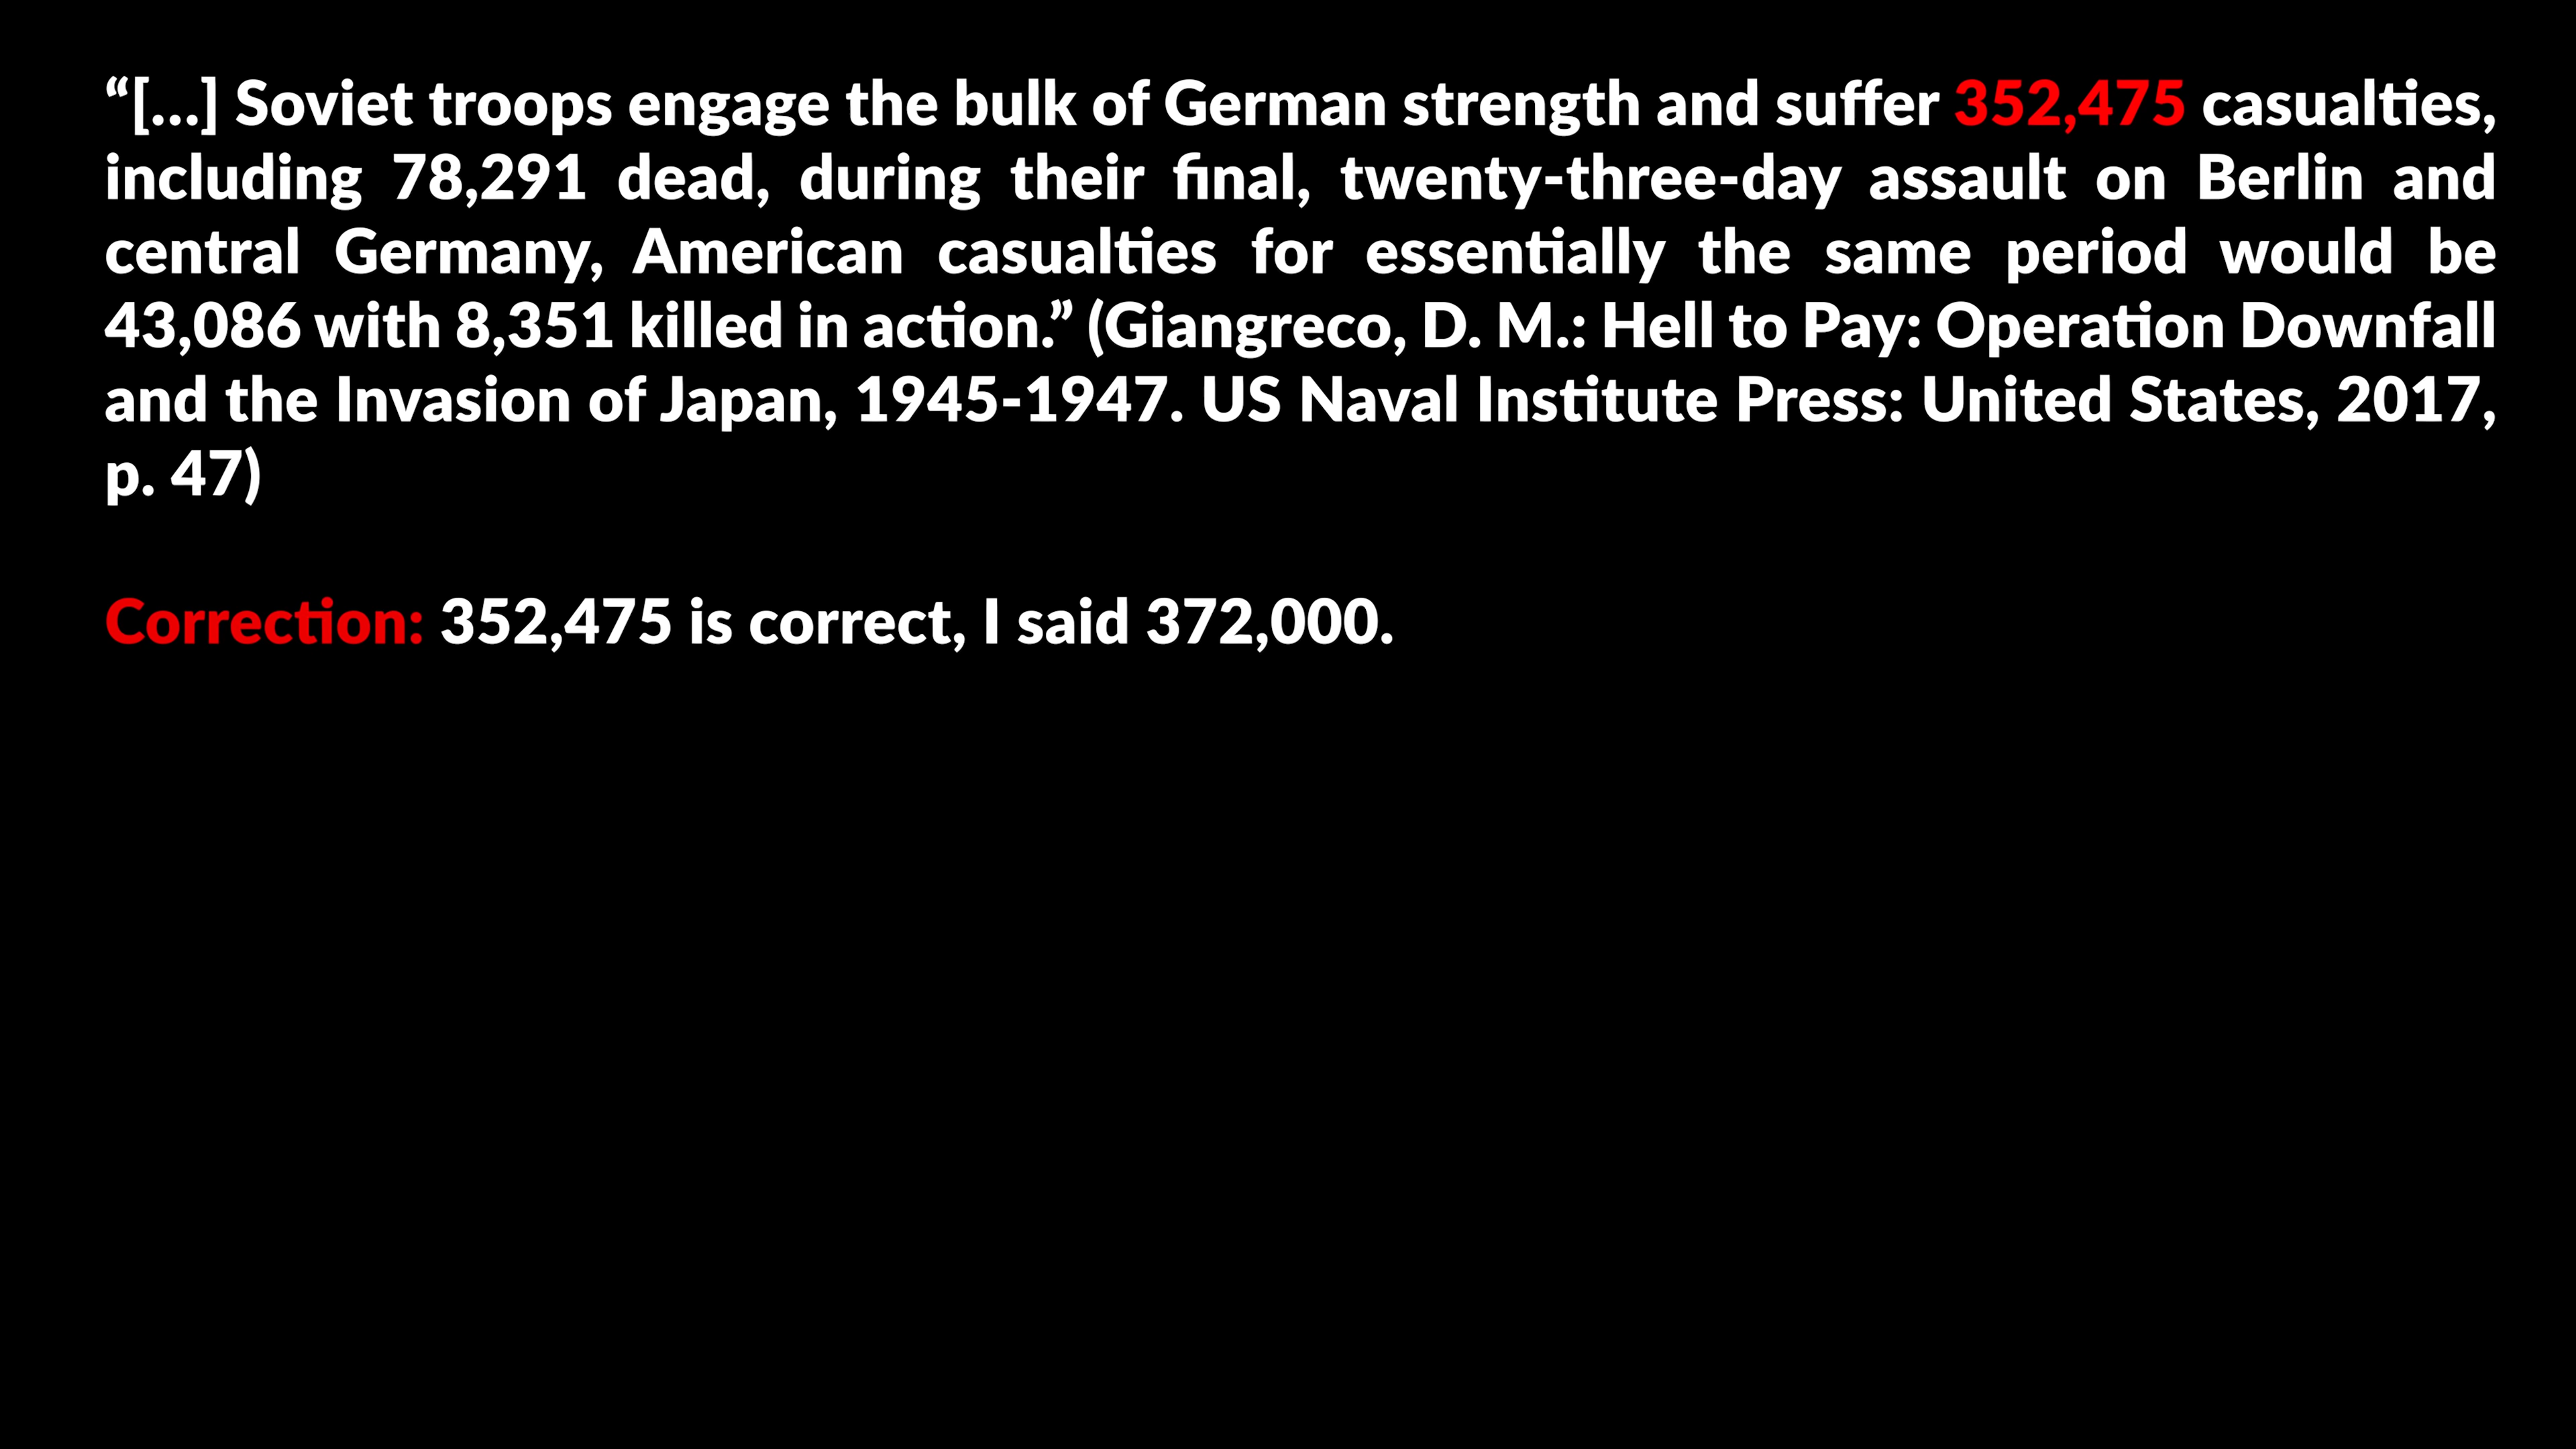 “[...] Soviet troops engage the bulk of German strength and suffer 352,475 casualties,
including 78,291 dead, during their final, twenty-three-day assault on Berlin and
central Germany, American casualties for essentially the same period would be
43,086 with 8,351 killed in action.” (Giangreco, D. M.: Hell to Pay: Operation Downfall
and the Invasion of Japan, 1945-1947. US Naval Institute Press: United States, 2017,
p. 47)
Correction: 352,475 is correct, I said 372,000.